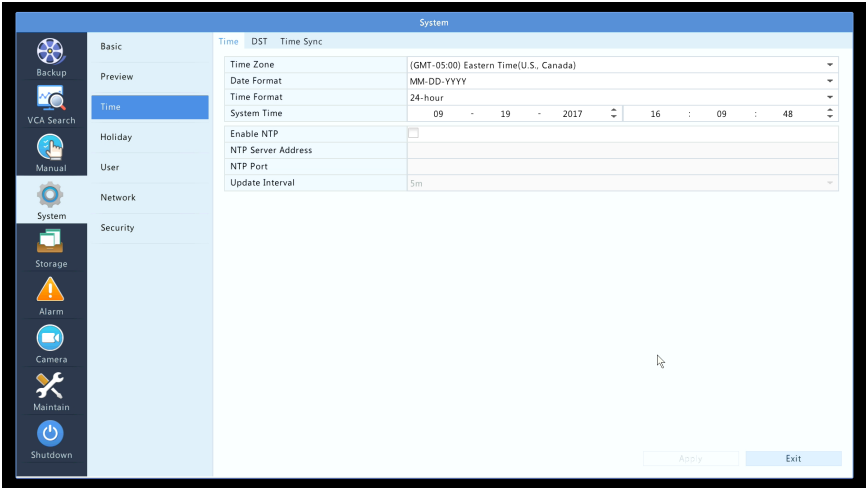 System
Backup
VCA Search
Manual
System
Storage
Alarm
Camera
Maintain
Shutdown
Basic
Preview
Time
Holiday
User
Network
Security
Time DST Time Sync
Time Zone (GMT-05:00) Eastern Time(U.S., Canada)
Date Format MM-DD-YYYY
Time Format 24-hour
System Time 09 - 19 - 2017 16 : 09 : 48
Enable NTP
NTP Server Address
NTP Port
Update Interval 5m
Apply Exit